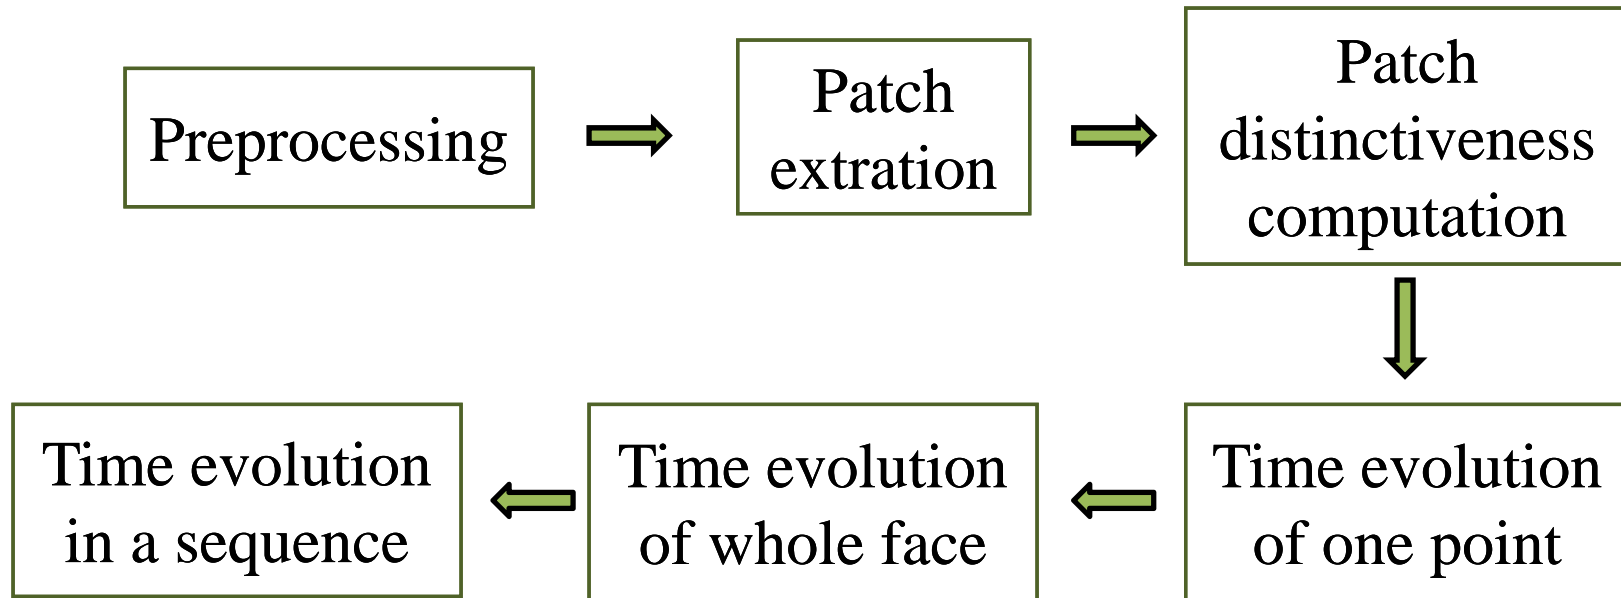 Preprocessing
Patch
extration
Patch
distinctiveness
computation
Time evolution
of one point
Time evolution
of whole face
Time evolution
in a sequence